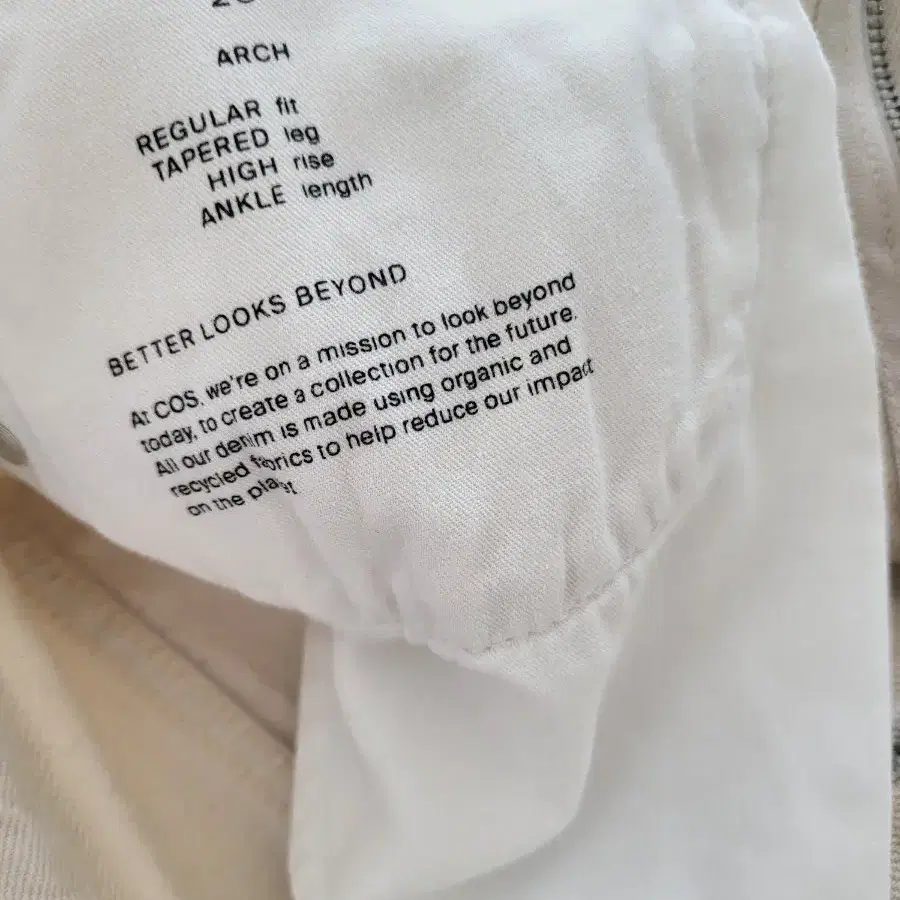 ARCH
REGULAR fit
TAPERED leg
HIGH rise
ANKLE length
BETTER LOOKS BEYOND
At COS, we're on a mission to look beyond
today, to create a collection for the future.
All our denim is made using organic and
recycled fabrics to help reduce our impact
on the planet